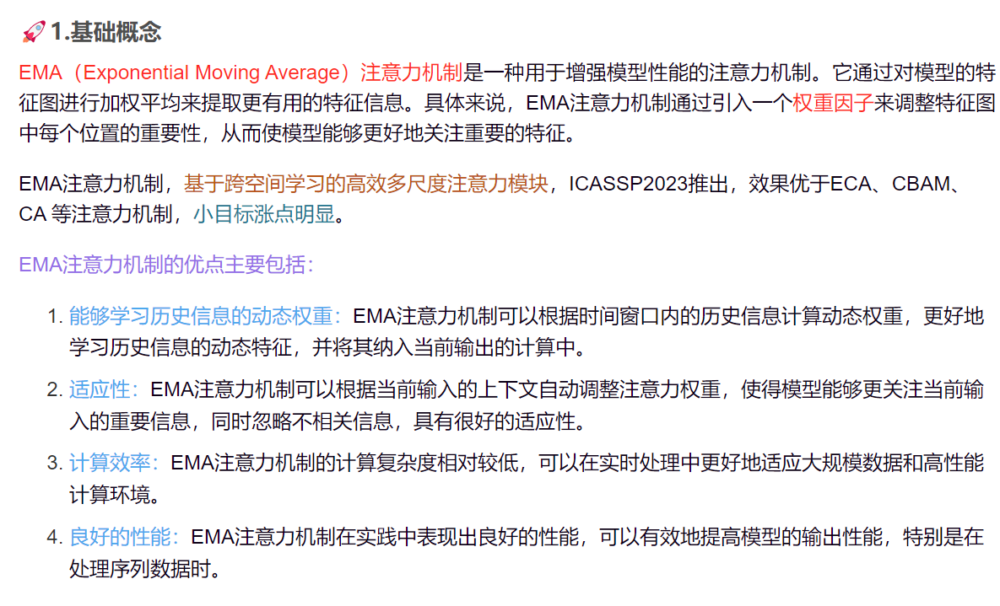 🚀1.基础概念
EMA（Exponential Moving Average）注意力机制是一种用于增强模型性能的注意力机制。它通过对模型的特
征图进行加权平均来提取更有用的特征信息。具体来说，EMA注意力机制通过引入一个权重因子来调整特征图
中每个位置的重要性，从而使模型能够更好地关注重要的特征。
EMA注意力机制，基于跨空间学习的高效多尺度注意力模块，ICASSP2023推出，效果优于ECA、CBAM、
CA 等注意力机制，小目标涨点明显。
EMA注意力机制的优点主要包括：
1. 能够学习历史信息的动态权重：EMA注意力机制可以根据时间窗口内的历史信息计算动态权重，更好地
学习历史信息的动态特征，并将其纳入当前输出的计算中。
2. 适应性：EMA注意力机制可以根据当前输入的上下文自动调整注意力权重，使得模型能够更关注当前输
入的重要信息，同时忽略不相关信息，具有很好的适应性。
3. 计算效率：EMA注意力机制的计算复杂度相对较低，可以在实时处理中更好地适应大规模数据和高性能
计算环境。
4. 良好的性能：EMA注意力机制在实践中表现出良好的性能，可以有效地提高模型的输出性能，特别是在
处理序列数据时。